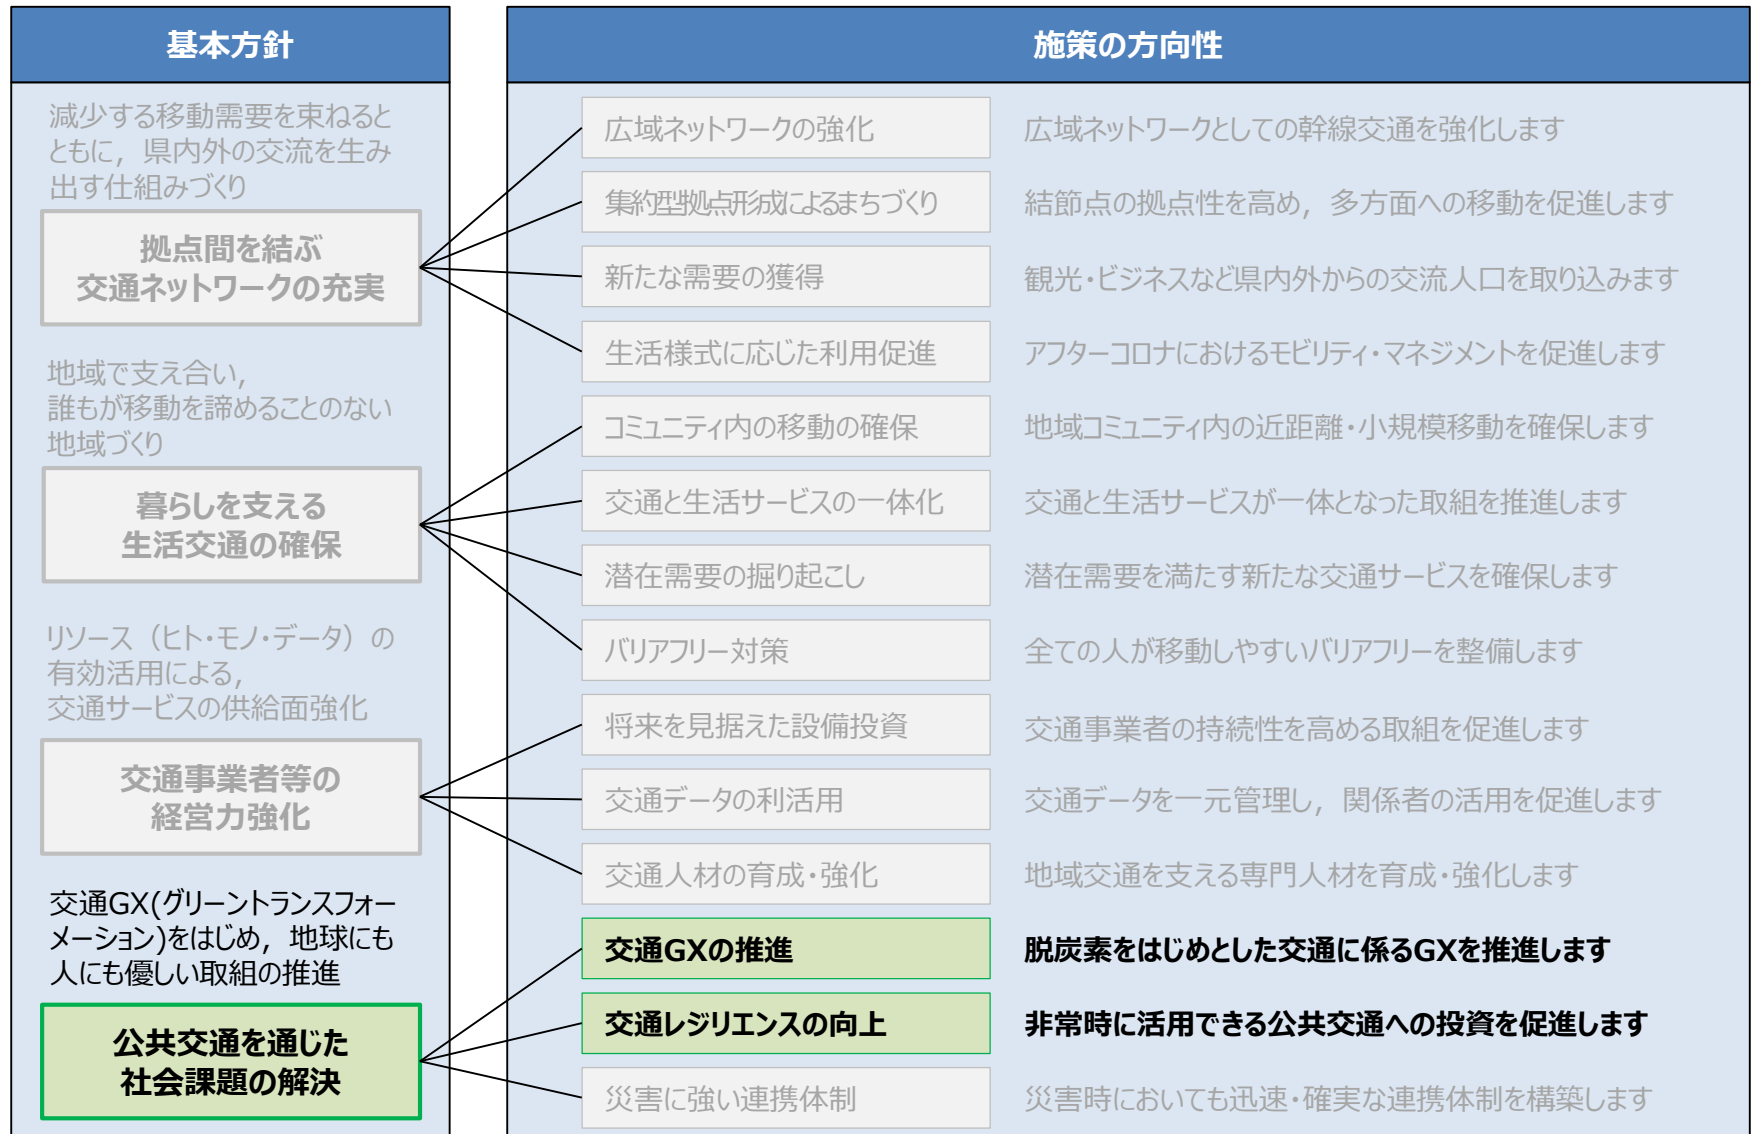 基本方針
減少する移動需要を束ねると
ともに，県内外の交流を生み
出す仕組みづくり
拠点間を結ぶ
交通ネットワークの充実
地域で支え合い，
誰もが移動を諦めることのない
地域づくり
暮らしを支える
生活交通の確保
リソース（ヒト・モノ・データ）の
有効活用による，
交通サービスの供給面強化
交通事業者等の
経営力強化
交通GX(グリーントランスフォー
メーション)をはじめ，地球にも
人にも優しい取組の推進
公共交通を通じた
社会課題の解決
施策の方向性
広域ネットワークの強化
広域ネットワークとしての幹線交通を強化します
集約型拠点形成によるまちづくり
結節点の拠点性を高め，多方面への移動を促進します
新たな需要の獲得
観光・ビジネスなど県内外からの交流人口を取り込みます
生活様式に応じた利用促進
アフターコロナにおけるモビリティ・マネジメントを促進します
コミュニティ内の移動の確保
地域コミュニティ内の近距離・小規模移動を確保します
交通と生活サービスの一体化
交通と生活サービスが一体となった取組を推進します
潜在需要の掘り起こし
潜在需要を満たす新たな交通サービスを確保します
バリアフリー対策
全ての人が移動しやすいバリアフリーを整備します
将来を見据えた設備投資
交通事業者の持続性を高める取組を促進します
交通データの利活用
交通データを一元管理し，関係者の活用を促進します
交通人材の育成・強化
地域交通を支える専門人材を育成・強化します
交通GXの推進
脱炭素をはじめとした交通に係るGXを推進します
交通レジリエンスの向上
非常時に活用できる公共交通への投資を促進します
災害に強い連携体制
災害時においても迅速・確実な連携体制を構築します